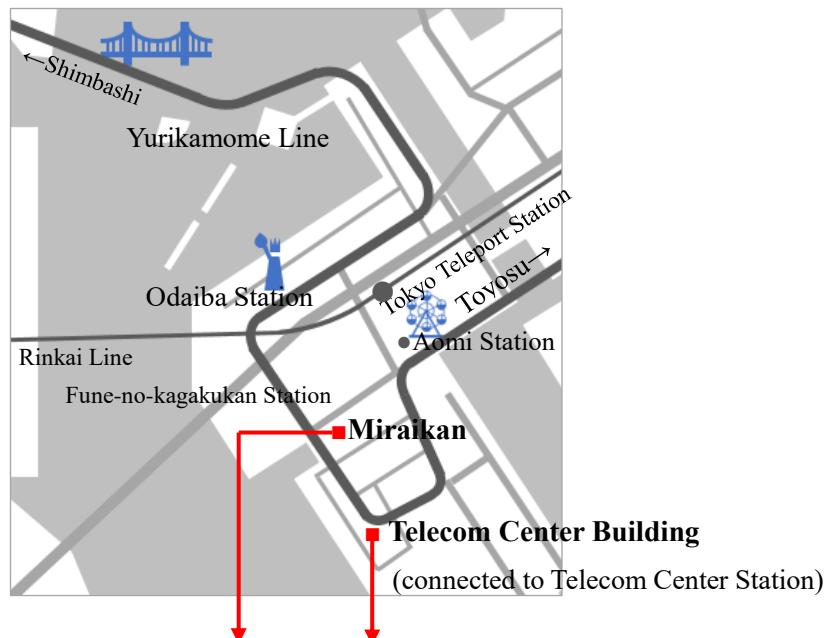 ←Shimbashi
Yurikamome Line
Tokyo Teleport Station
Toyosu→
Odaiba Station
Aomi Station
Rinkai Line
Fune-no-kagakukan Station
Miraikan
Telecom Center Building
(connected to Telecom Center Station)